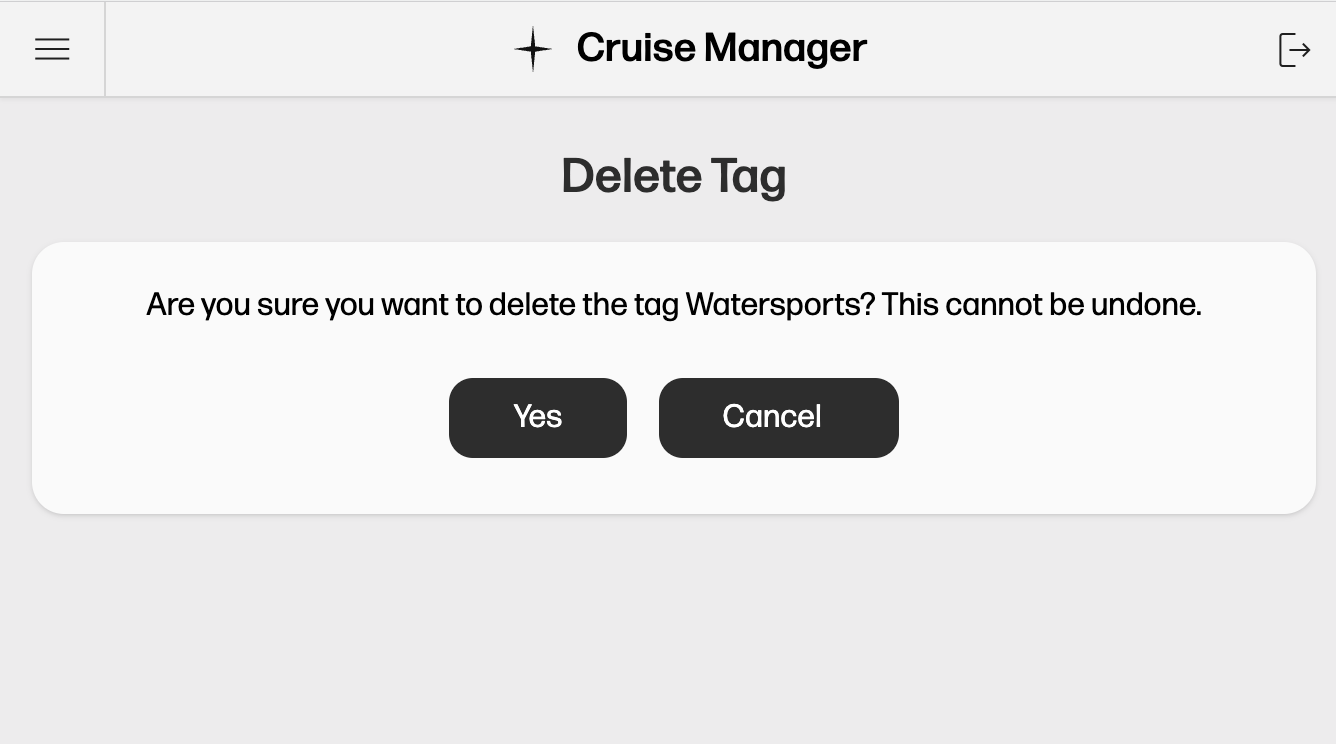 Cruise Manager
Delete Tag
Are you sure you want to delete the tag Watersports? This cannot be undone.
Yes
Cancel